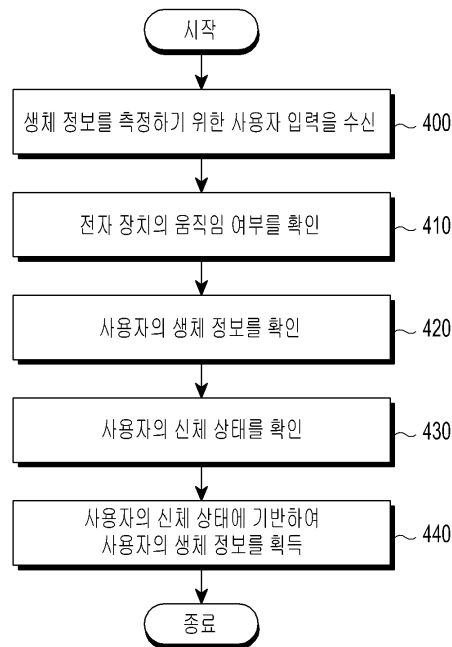 시작
생체 정보를 측정하기 위한 사용자 입력을 수신
400
전자 장치의 움직임 여부를 확인
410
사용자의 생체 정보를 확인
420
사용자의 신체 상태를 확인
430
사용자의 신체 상태에 기반하여
사용자의 생체 정보를 획득
440
종료